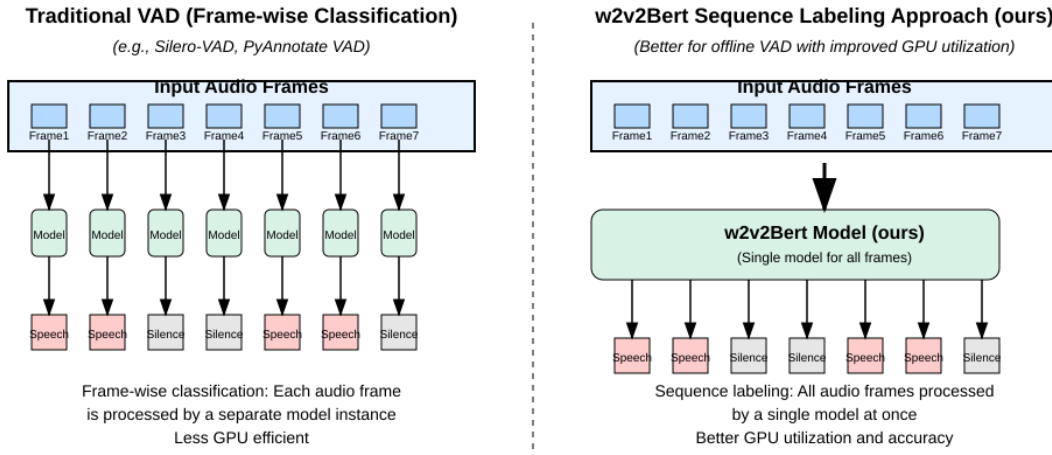 Traditional VAD (Frame-wise Classification)
(e.g., Silero-VAD, PyAnnotate VAD)
Input Audio Frames
Frame1 Frame2 Frame3 Frame4 Frame5 Frame6 Frame7
Model Model Model Model Model Model Model
Speech Speech Silence Silence Speech Speech Silence
Frame-wise classification: Each audio frame
is processed by a separate model instance
Less GPU efficient
w2v2Bert Sequence Labeling Approach (ours)
(Better for offline VAD with improved GPU utilization)
Input Audio Frames
Frame1 Frame2 Frame3 Frame4 Frame5 Frame6 Frame7
w2v2Bert Model (ours)
(Single model for all frames)
Speech Speech Silence Silence Speech Speech Silence
Sequence labeling: All audio frames processed
by a single model at once
Better GPU utilization and accuracy